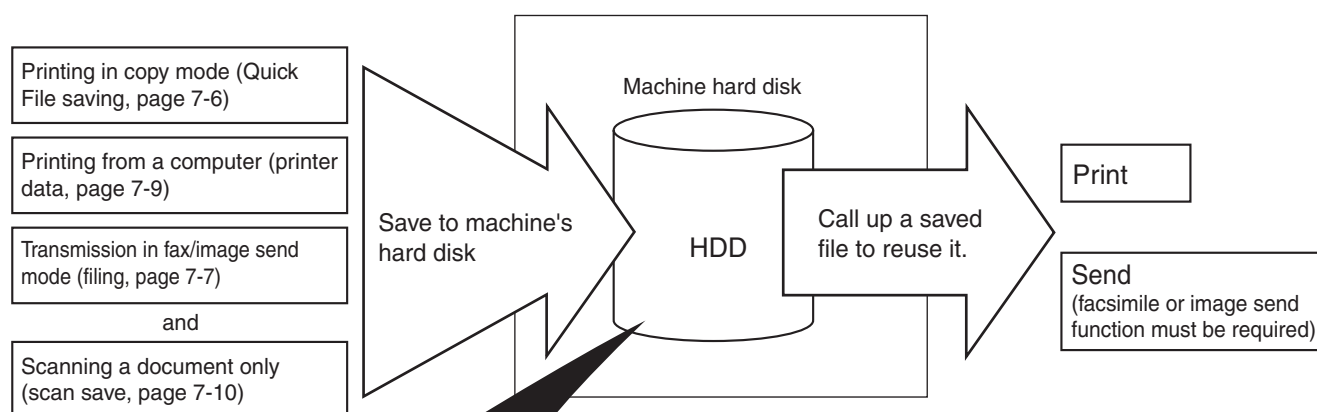 Printing in copy mode (Quick
File saving, page 7-6)
Printing from a computer (printer
data, page 7-9)
Transmission in fax/image send
mode (filing, page 7-7)
and
Scanning a document only
(scan save, page 7-10)
Save to machine's
hard disk
Machine hard disk
HDD
Call up a saved
file to reuse it.
Print
Send
(facsimile or image send
function must be required)